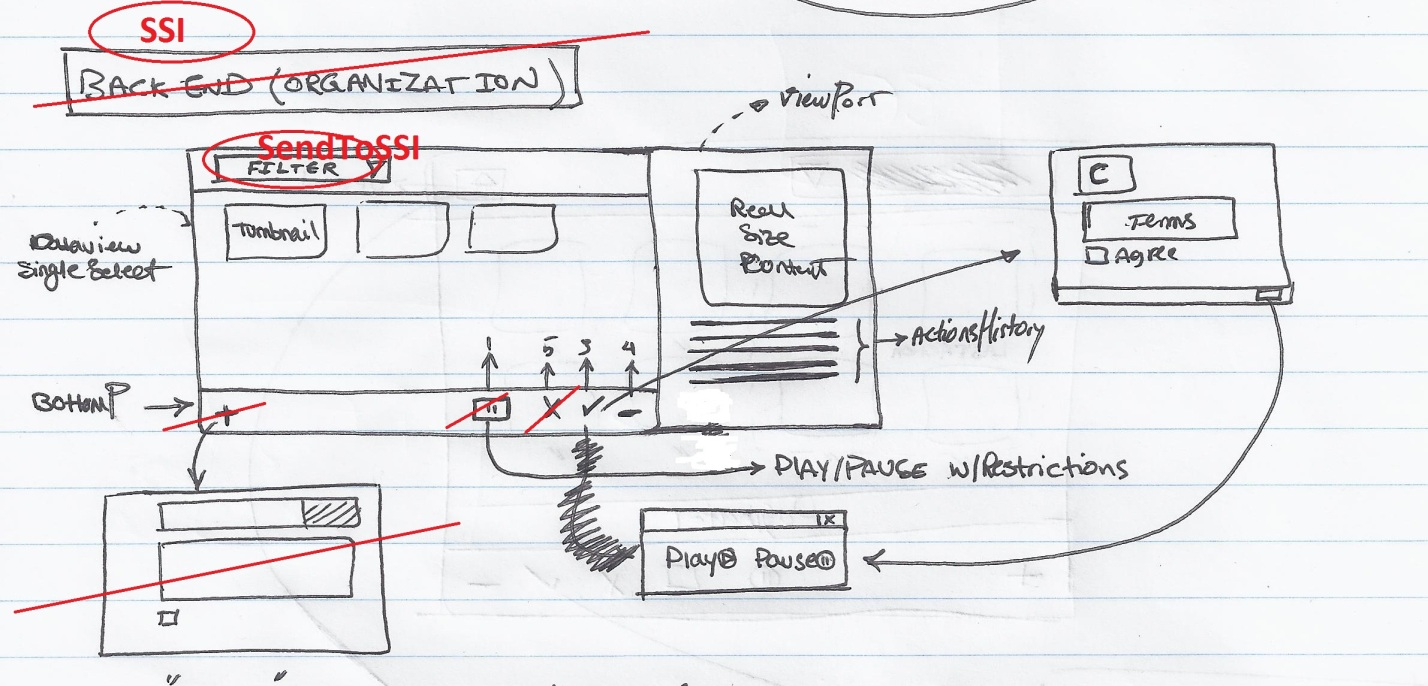 SSI
BACK END (ORGANIZATION)
viewPort
SendToSSI
FILTER
C
Terms
Agree
Tumbnail
Real
Size
Content
Dataview
Single Select
Actions/History
1 5 3 4
BottomP
+ X ✓ -
PLAY/PAUSE w/Restrictions
X
Play Pause